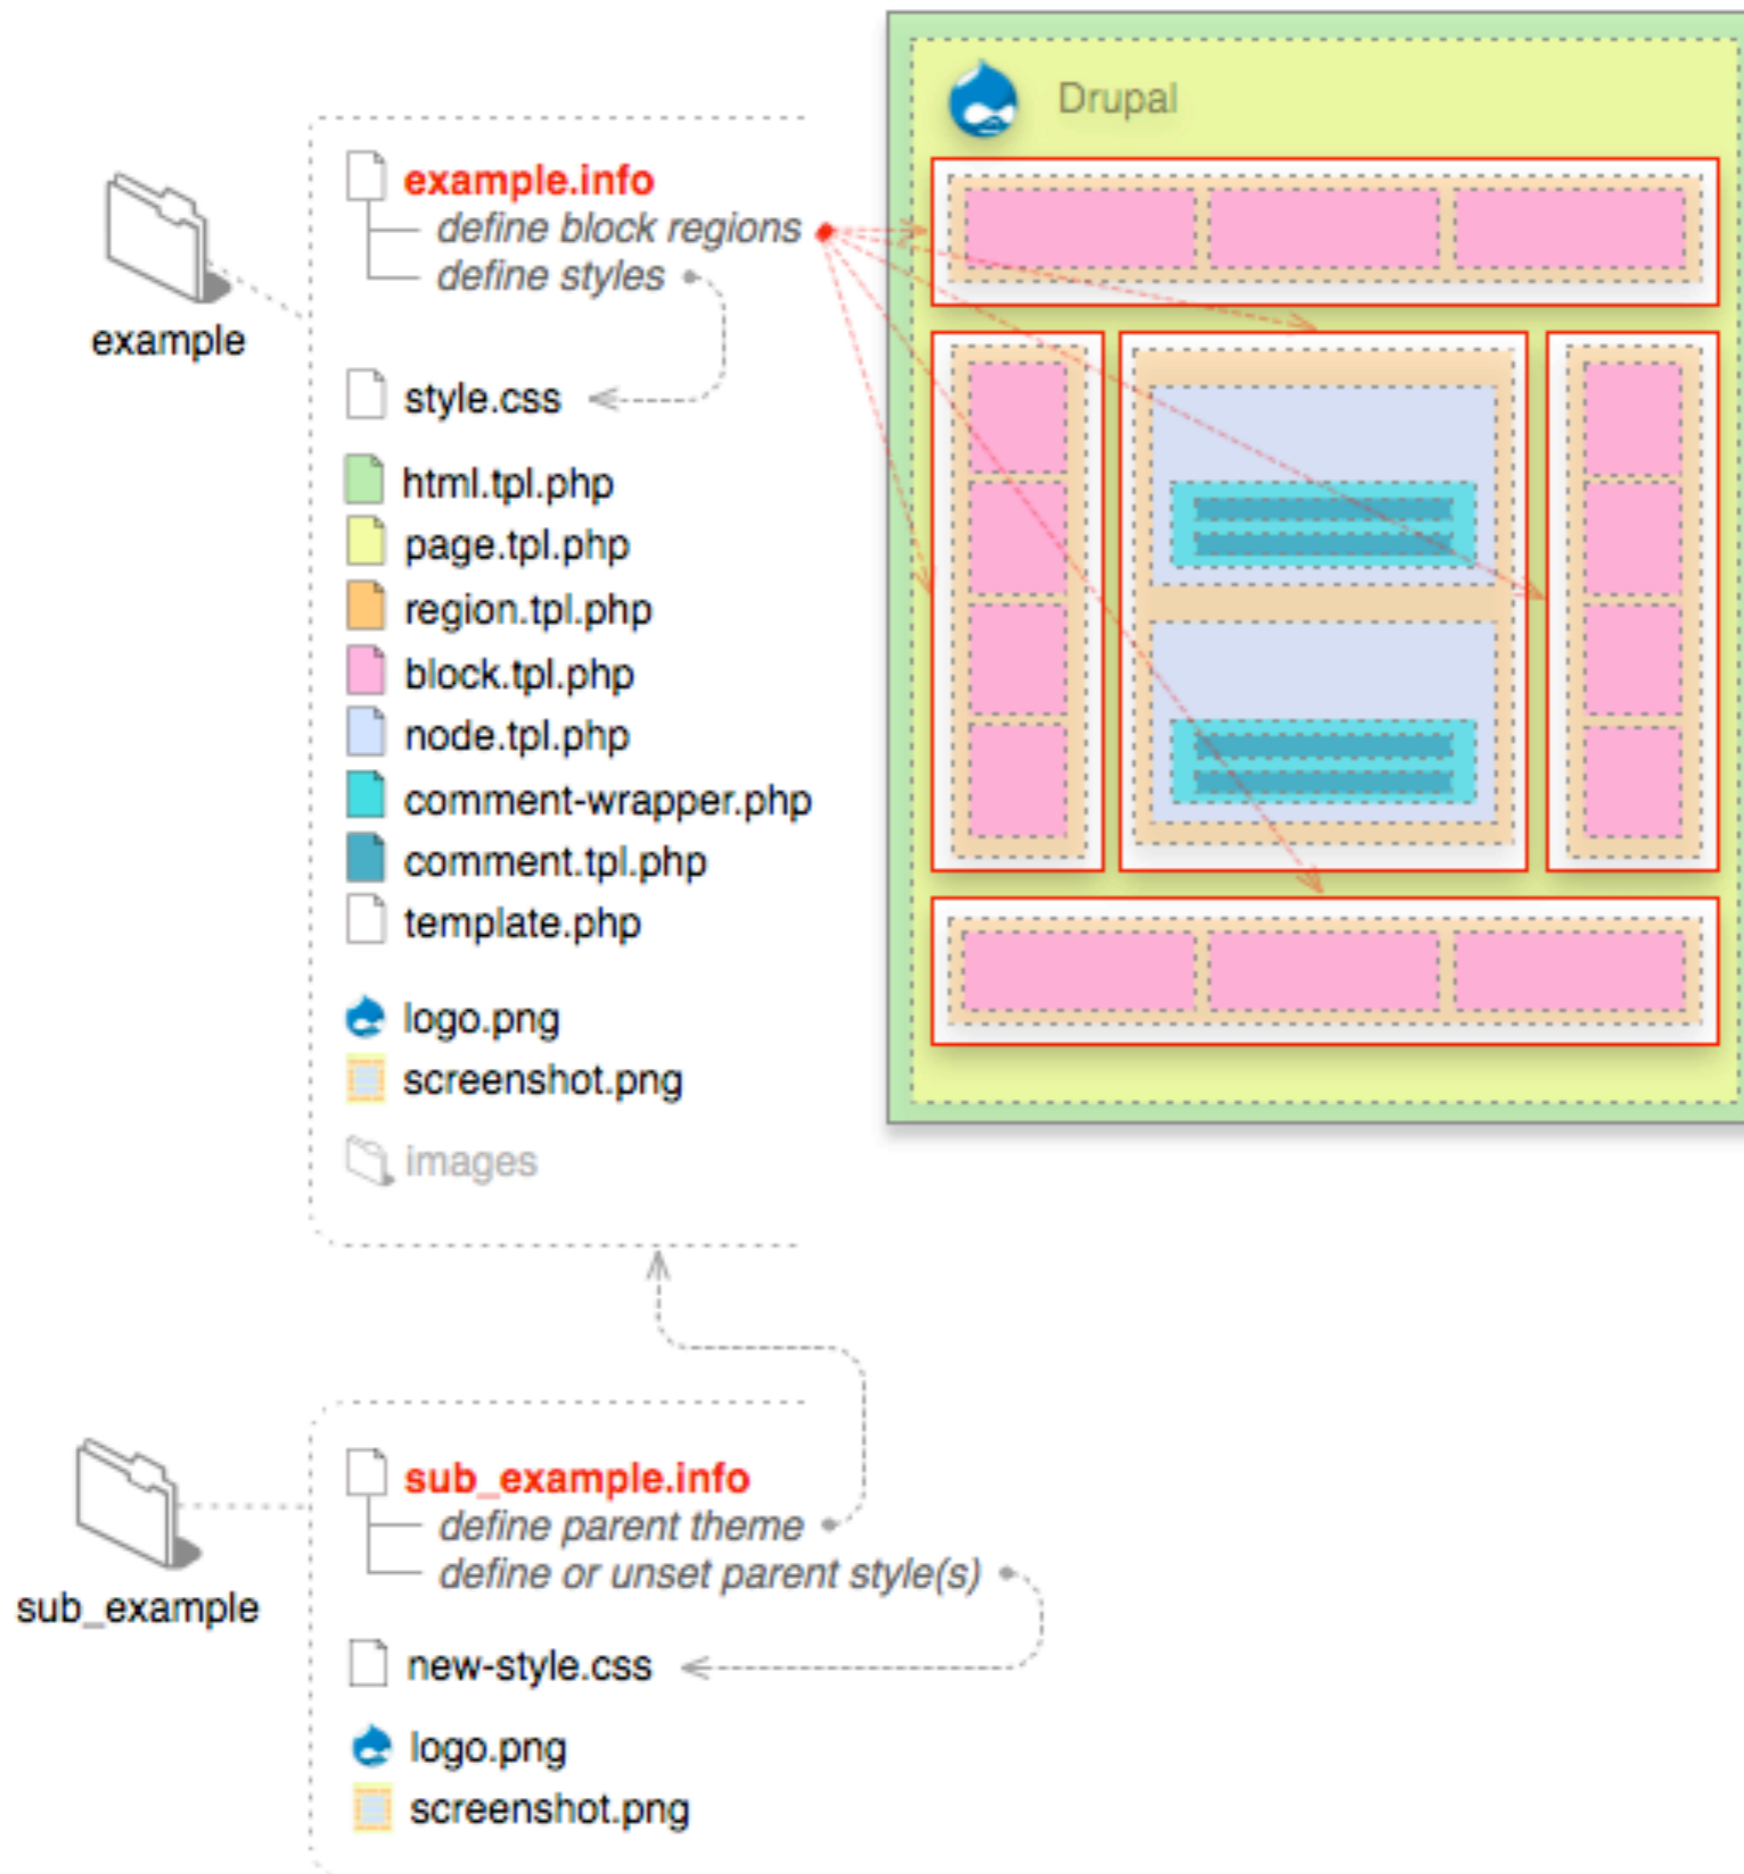 Drupal
example
example.info
define block regions
define styles
style.css
html.tpl.php
page.tpl.php
region.tpl.php
block.tpl.php
node.tpl.php
comment-wrapper.php
comment.tpl.php
template.php
logo.png
screenshot.png
images
sub_example
sub_example.info
define parent theme
define or unset parent style(s)
new-style.css
logo.png
screenshot.png